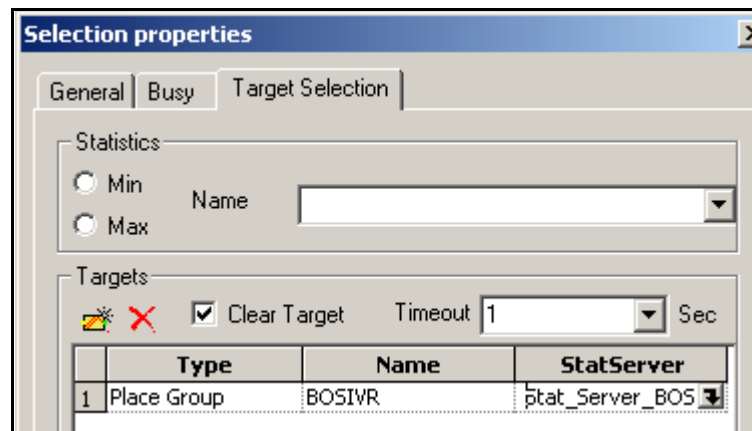 Selection properties
General Busy Target Selection
Statistics
Min
Name
Max
Targets
Clear Target Timeout 1 Sec
Type Name StatServer
1 Place Group BOSIVR Stat_Server_BOS